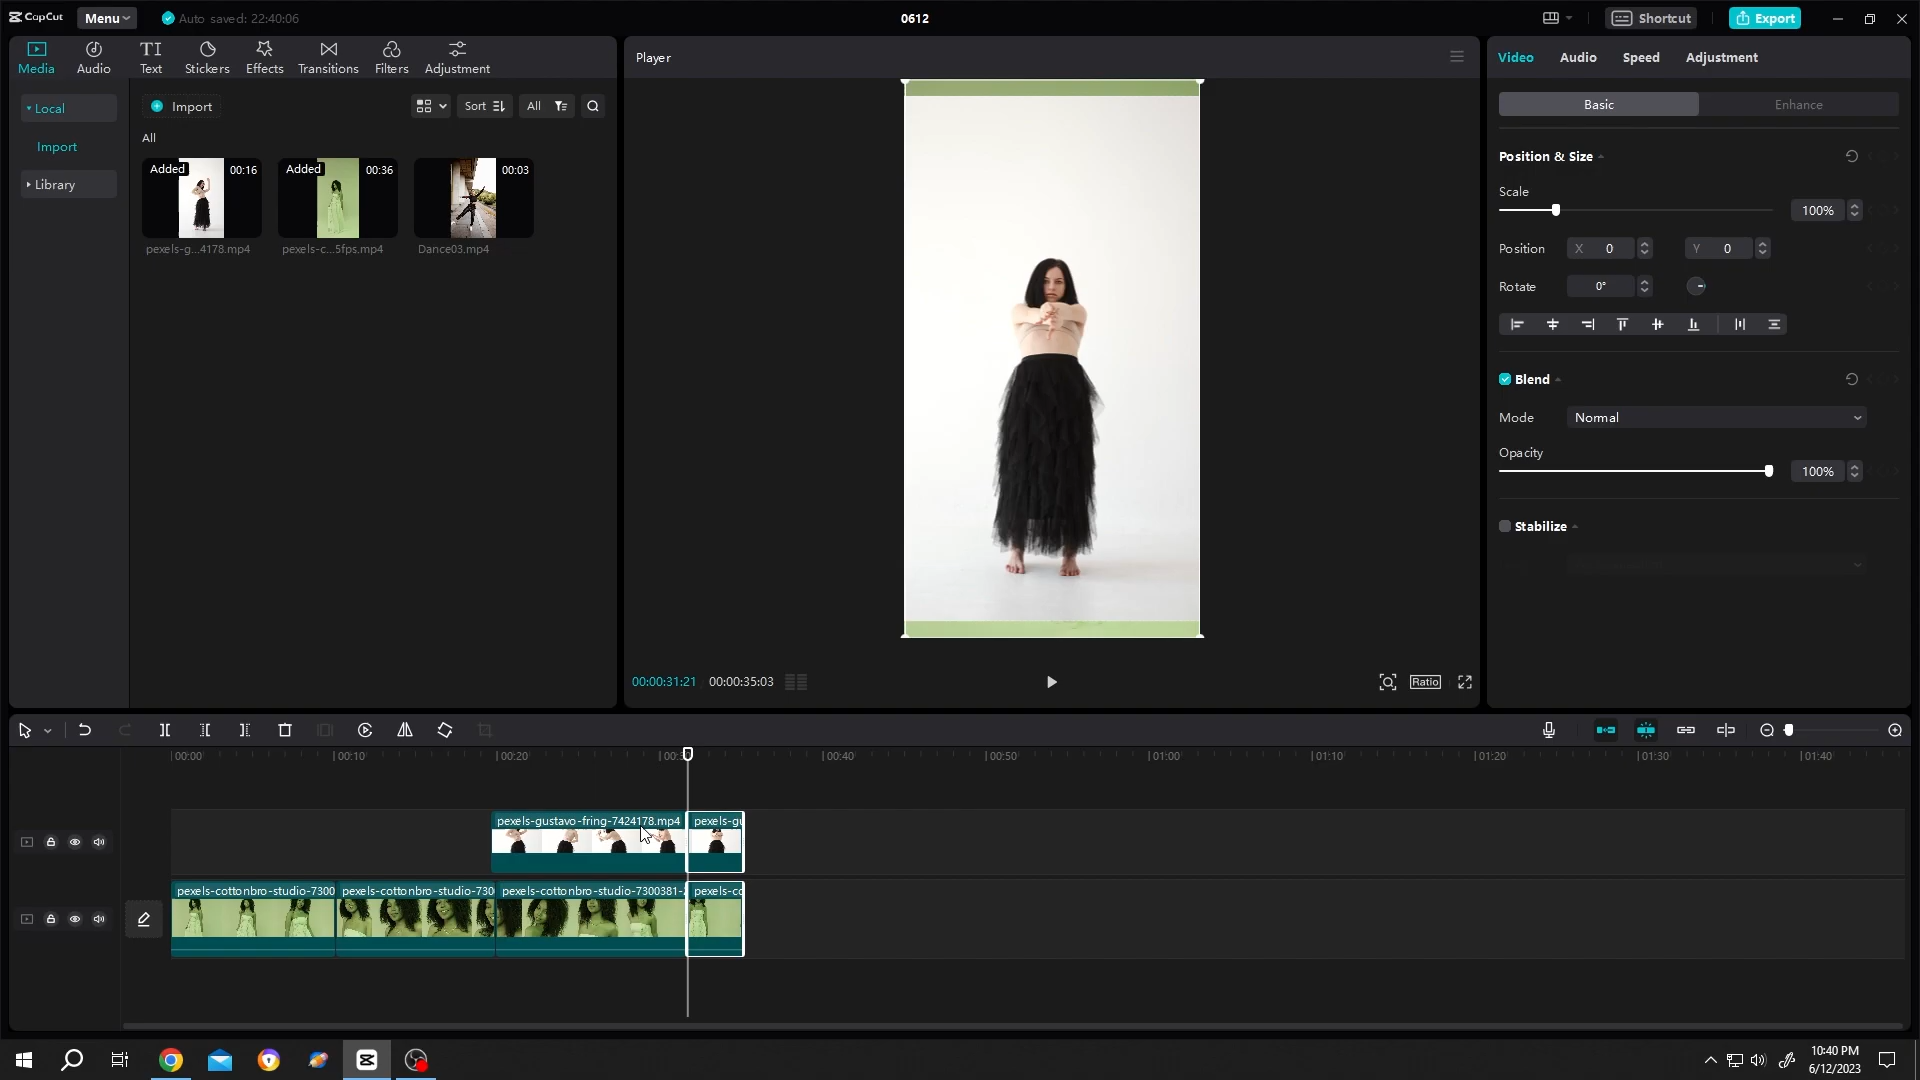 CapCut
Menu
Auto saved: 22:40:06
0612
Shortcut
Export
Media
Audio
TI
Text
Stickers
Effects
Transitions
Filters
Adjustment
Local
Import
Library
Import
Sort
All
All
Added
00:16
pexels-g...4178.mp4
Added
00:36
pexels-c...5fps.mp4
00:03
Dance03.mp4
Player
00:00:31:21
00:00:35:03
Ratio
Video
Audio
Speed
Adjustment
Basic
Enhance
Position & Size
Scale
100%
Position
X 0
Y 0
Rotate
0°
Blend
Mode
Normal
Opacity
100%
Stabilize
00:00
00:10
00:20
00:40
00:50
01:00
01:10
01:20
01:30
01:40
pexels-gustavo-fring-7424178.mp4
pexels-gu
pexels-cottonbro-studio-7300
pexels-cottonbro-studio-730
pexels-cottonbro-studio-7300381-
pexels-co
10:40 PM
6/12/2023